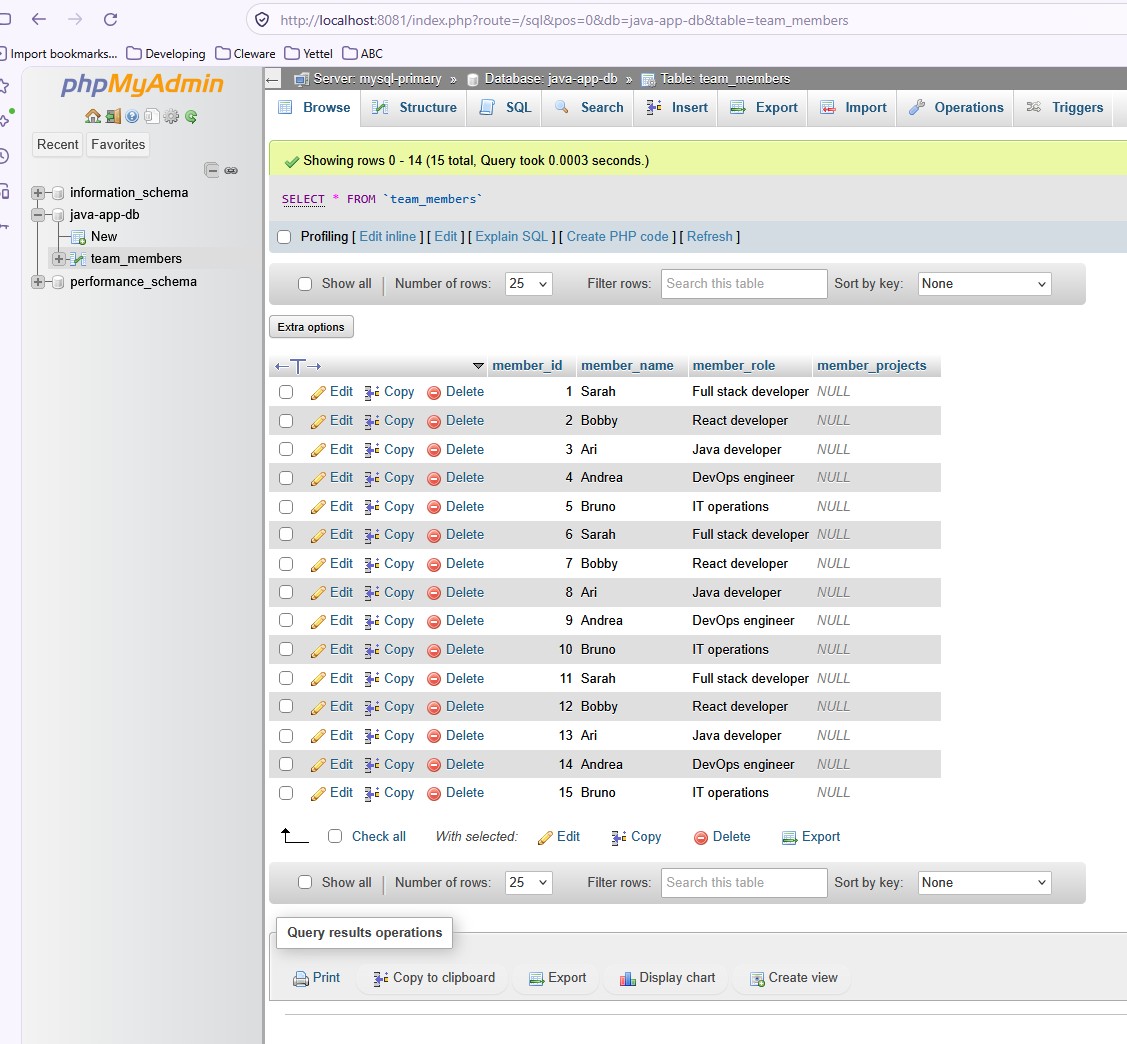 http://localhost:8081/index.php?route=/sql&pos=0&db=java-app-db&table=team_members
Import bookmarks... Developing Cleware Yettel ABC
phpMyAdmin
Recent Favorites
information_schema
java-app-db
New
team_members
performance_schema
Server: mysql-primary » Database: java-app-db » Table: team_members
Browse Structure SQL Search Insert Export Import Operations Triggers
Showing rows 0 - 14 (15 total, Query took 0.0003 seconds.)
SELECT * FROM `team_members`
Profiling [ Edit inline ] [ Edit ] [ Explain SQL ] [ Create PHP code ] [ Refresh ]
Show all | Number of rows: 25 Filter rows: Search this table Sort by key: None
Extra options
←T→ member_id member_name member_role member_projects
Edit Copy Delete 1 Sarah Full stack developer NULL
Edit Copy Delete 2 Bobby React developer NULL
Edit Copy Delete 3 Ari Java developer NULL
Edit Copy Delete 4 Andrea DevOps engineer NULL
Edit Copy Delete 5 Bruno IT operations NULL
Edit Copy Delete 6 Sarah Full stack developer NULL
Edit Copy Delete 7 Bobby React developer NULL
Edit Copy Delete 8 Ari Java developer NULL
Edit Copy Delete 9 Andrea DevOps engineer NULL
Edit Copy Delete 10 Bruno IT operations NULL
Edit Copy Delete 11 Sarah Full stack developer NULL
Edit Copy Delete 12 Bobby React developer NULL
Edit Copy Delete 13 Ari Java developer NULL
Edit Copy Delete 14 Andrea DevOps engineer NULL
Edit Copy Delete 15 Bruno IT operations NULL
Check all With selected: Edit Copy Delete Export
Show all | Number of rows: 25 Filter rows: Search this table Sort by key: None
Query results operations
Print Copy to clipboard Export Display chart Create view